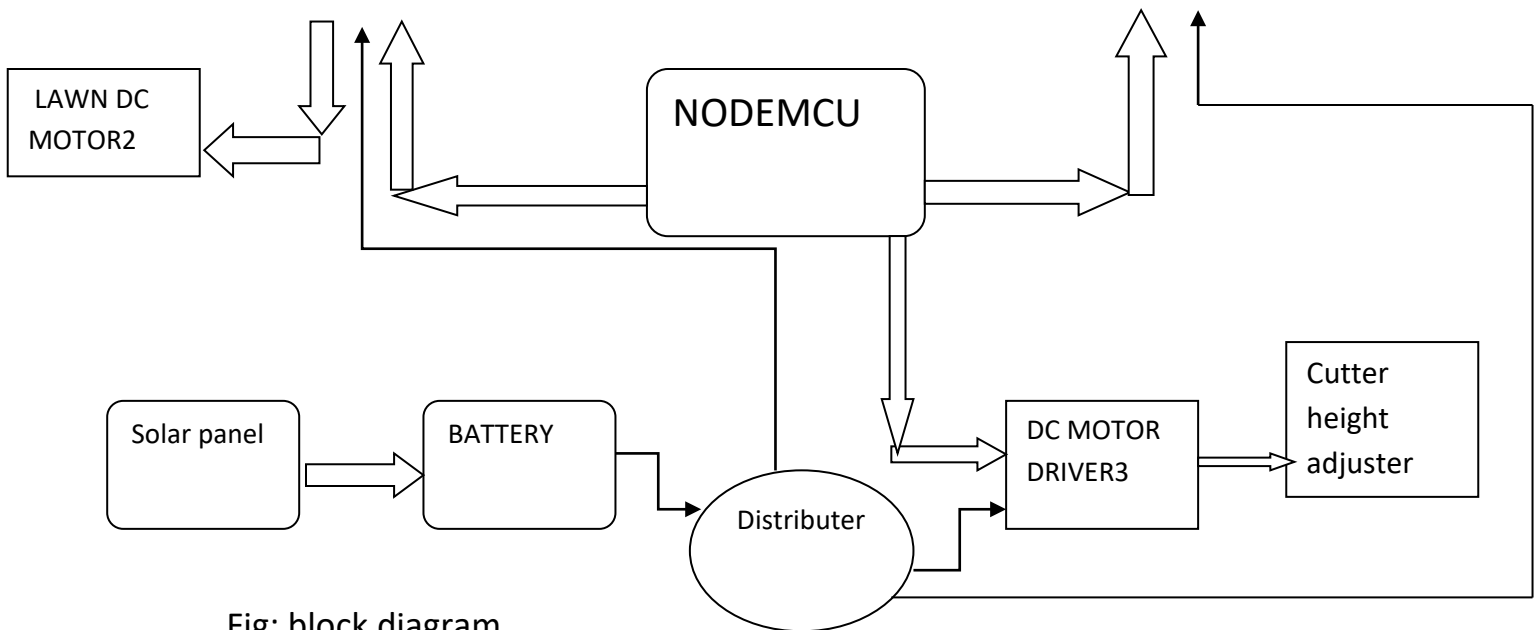 LAWN DC
MOTOR2
NODEMCU
Solar panel
BATTERY
Distributer
DC MOTOR
DRIVER3
Cutter
height
adjuster
Fig: block diagram